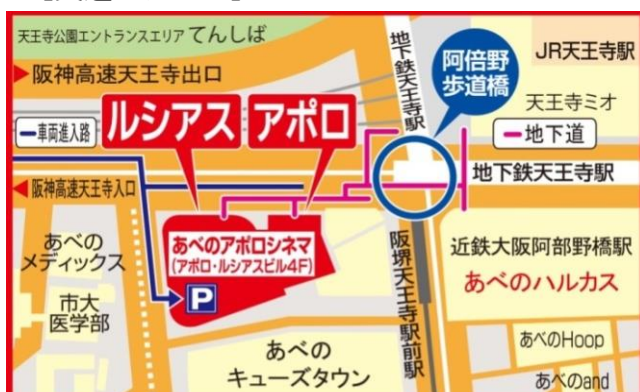 天王寺公園エントランスエリア てんしば
阪神高速天王寺出口
車両進入路
ルシアス
アポロ
地下鉄天王寺駅
阿倍野
歩道橋
JR天王寺駅
天王寺ミオ
地下道
地下鉄天王寺駅
阪神高速天王寺入口
あべのアポロシネマ
(アポロ・ルシアスビル4F)
P
あべの
メディックス
市大
医学部
あべの
キューズタウン
阪堺天王寺駅前駅
近鉄大阪阿部野橋駅
あべのハルカス
あべのHoop
あべのand